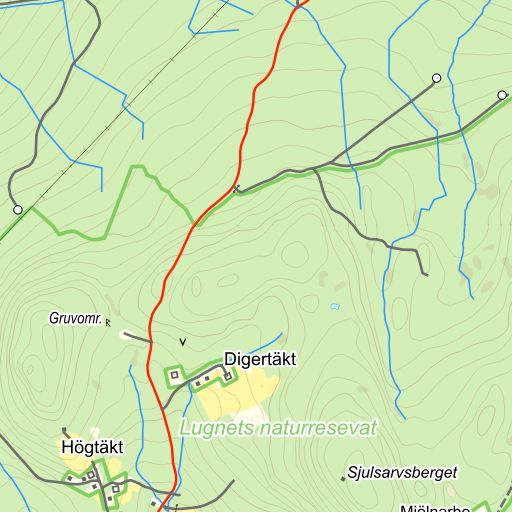 Gruvomr.
Digertäkt
Lugnets naturresevat
Högtäkt
Sjulsarvsberget
Mjölnarbo